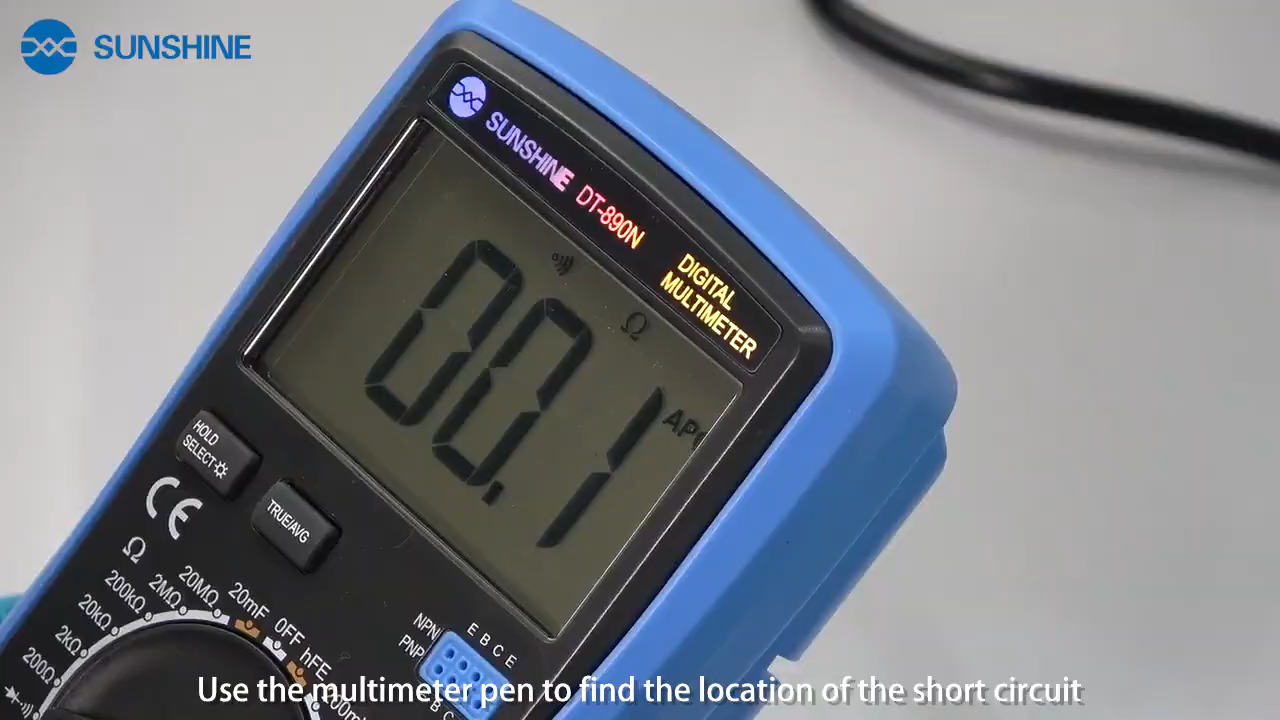 SUNSHINE
SUNSHINE DT-890N
DIGITAL
MULTIMETER
Ω
00.1
HOLD
SELECT
TRUE/AVG
CE
Ω
200Ω
2kΩ
20kΩ
200kΩ
2MΩ
20MΩ
20mF
OFF
hFE
NPN
PNP
E B C E
Use the multimeter pen to find the location of the short circuit